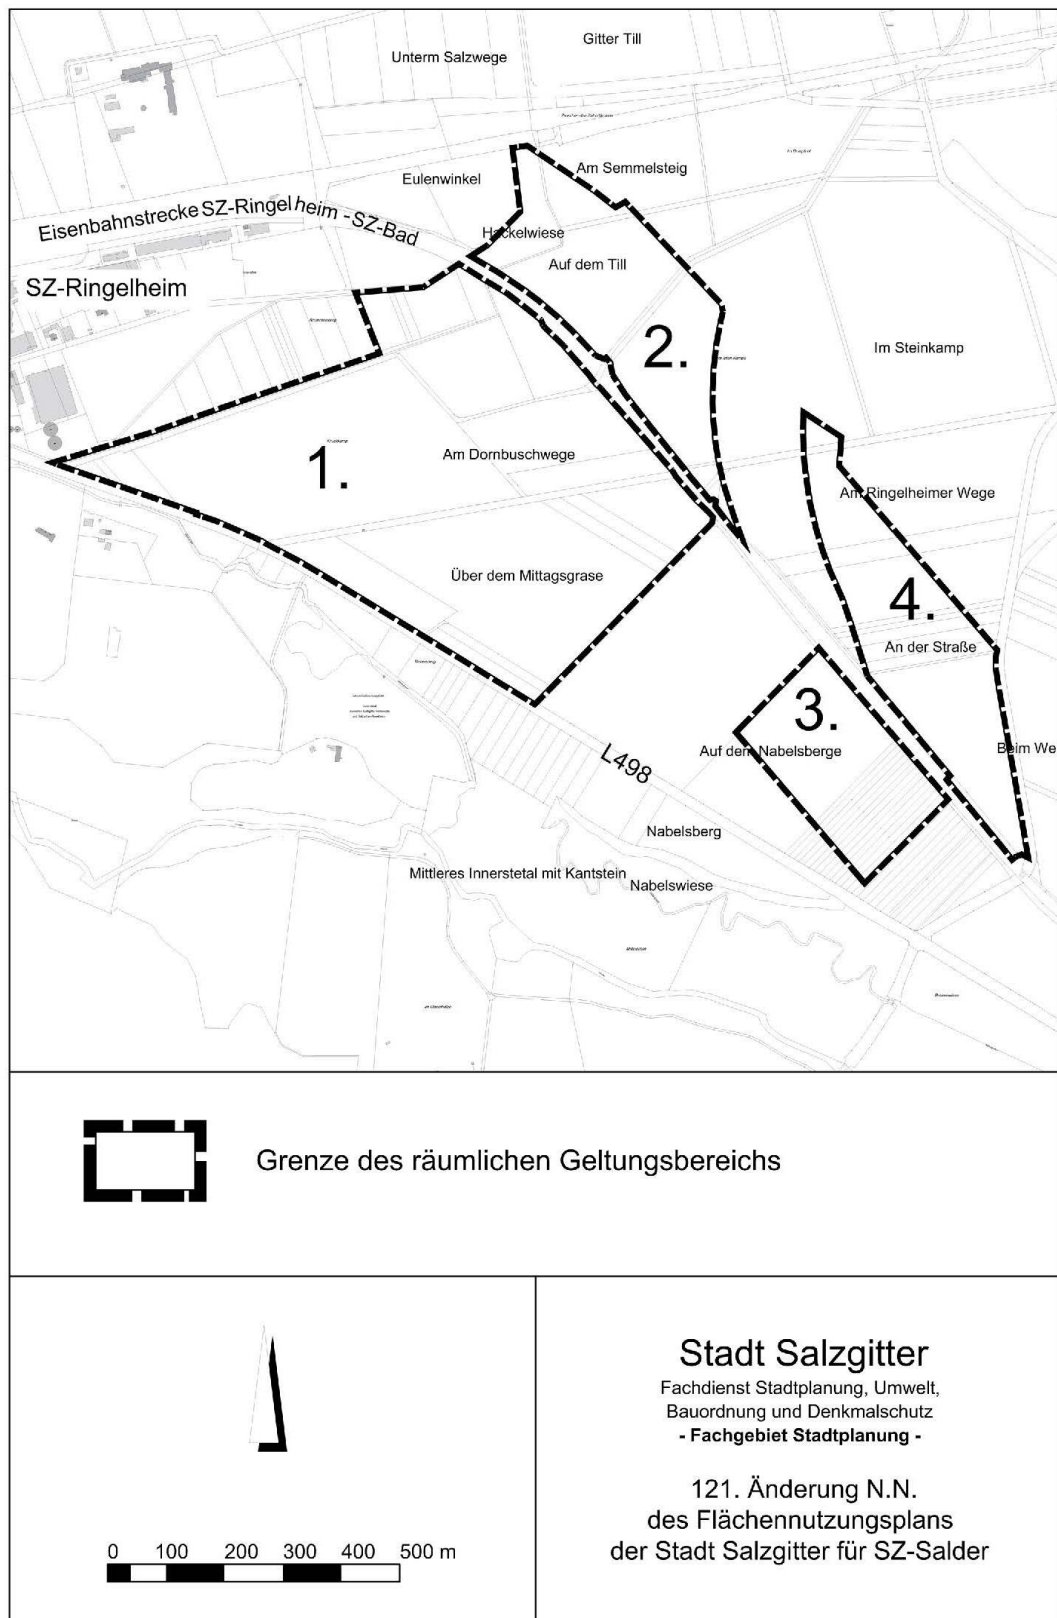 Gitter Till
Unterm Salzwege
Am Semmelsteig
Eulenwinkel
Eisenbahnstrecke SZ-Ringelheim - SZ-Bad
Hackelwiese
Auf dem Till
SZ-Ringelheim
2.
Im Steinkamp
1.
Am Dornbuschwege
Am Ringelheimer Wege
Über dem Mittagsgrase
4.
An der Straße
3.
Auf dem Nabelsberge
Beim We
L498
Nabelsberg
Mittleres Innerstetal mit Kantstein
Nabelswiese
Grenze des räumlichen Geltungsbereichs
0 100 200 300 400 500 m
Stadt Salzgitter
Fachdienst Stadtplanung, Umwelt,
Bauordnung und Denkmalschutz
- Fachgebiet Stadtplanung -
121. Änderung N.N.
des Flächennutzungsplans
der Stadt Salzgitter für SZ-Salder